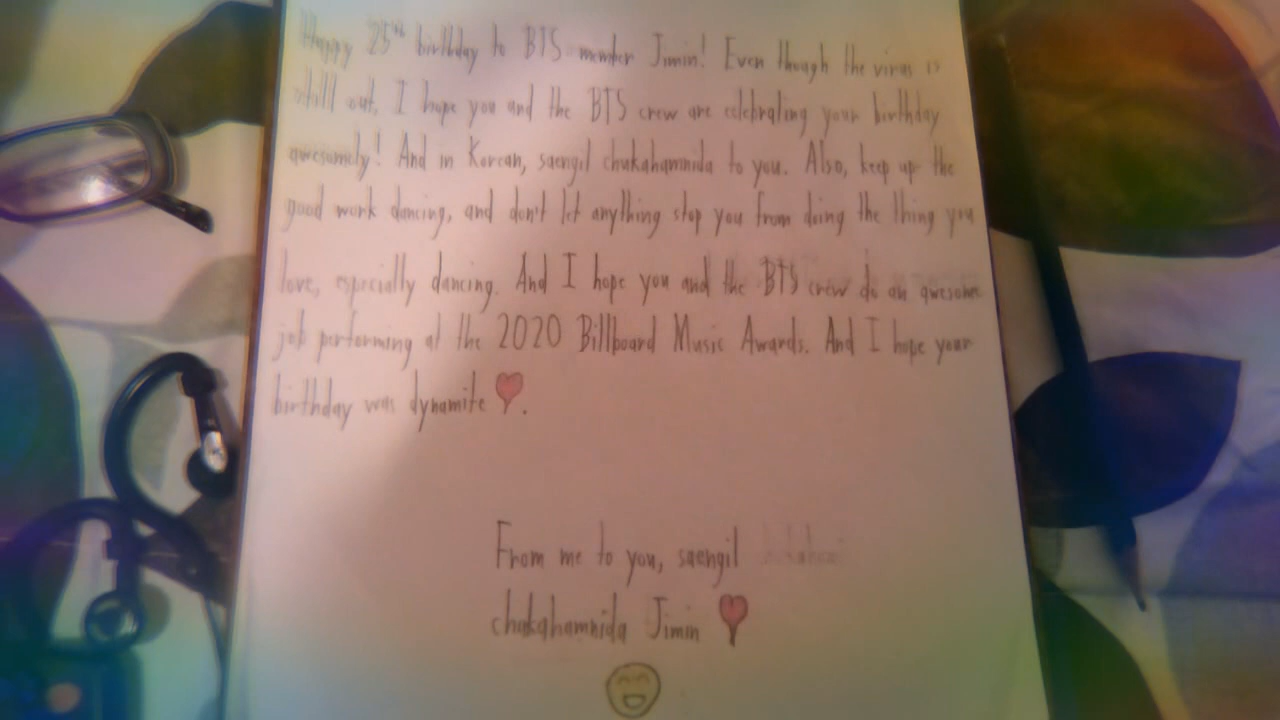 Happy 25th birthday to BTS member Jimin! Even though the virus is
still out, I hope you and the BTS crew are celebrating your birthday
awesomely! And in Korean, saengil chukahamnida to you. Also, keep up the
good work dancing, and don't let anything stop you from doing the thing you
love, especially dancing. And I hope you and the BTS crew do an awesome
job performing at the 2020 Billboard Music Awards. And I hope your
birthday was dynamite ♥.
From me to you, saengil
chukahamnida Jimin ♥